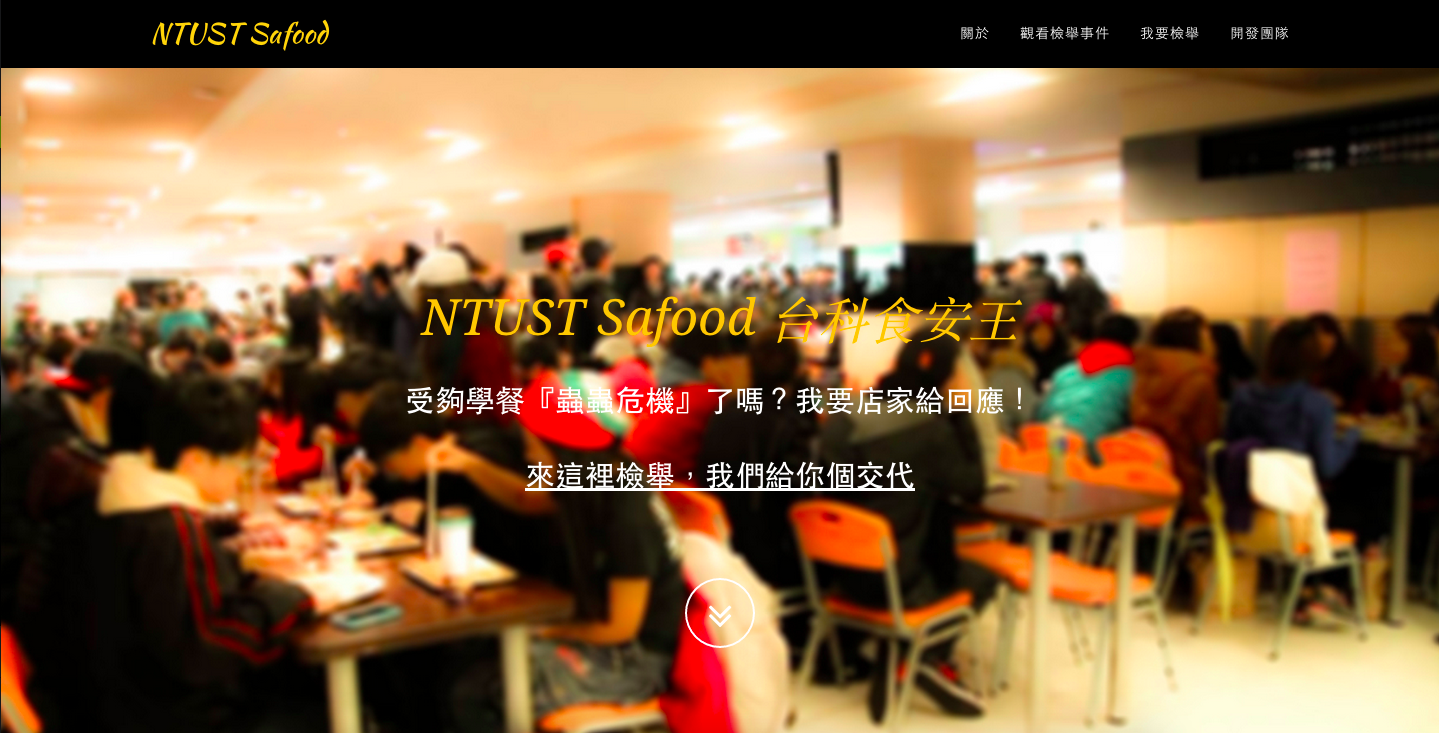 NTUST Safood
關於 觀看檢舉事件 我要檢舉 開發團隊
NTUST Safood 台科食安王
受夠學餐『蟲蟲危機』了嗎？我要店家給回應！
來這裡檢舉，我們給你個交代